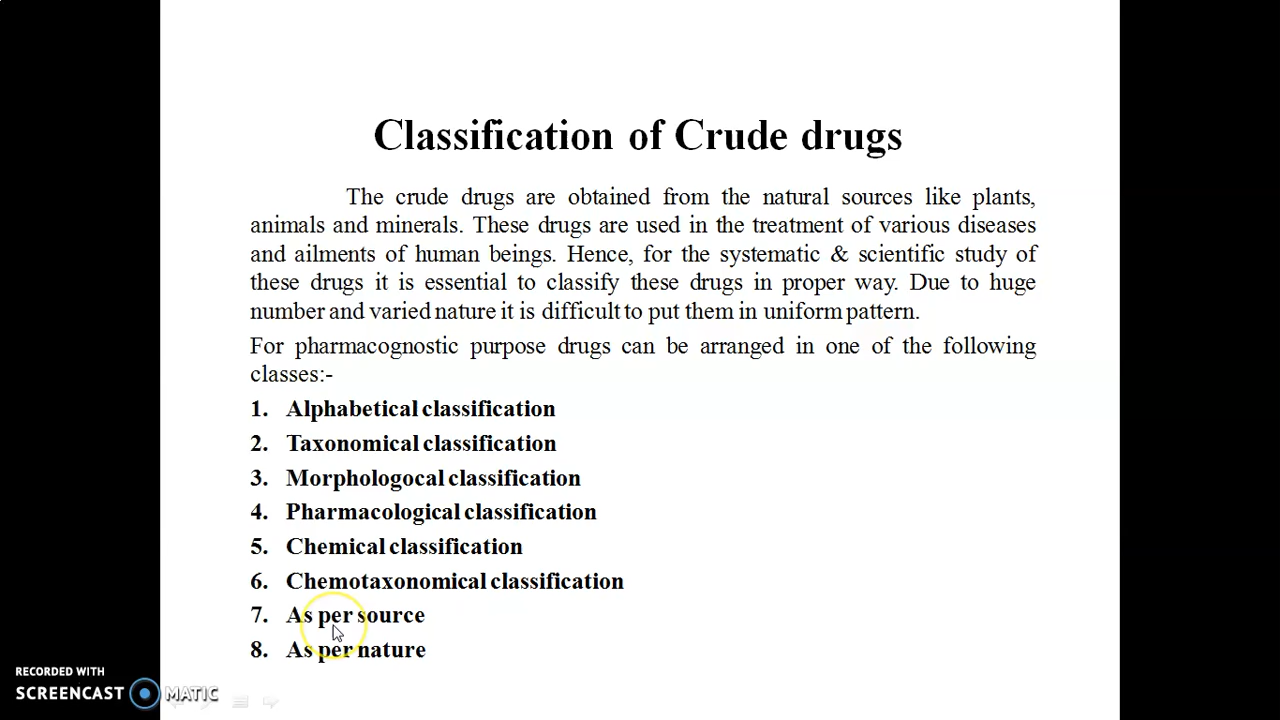 Classification of Crude drugs
The crude drugs are obtained from the natural sources like plants,
animals and minerals. These drugs are used in the treatment of various diseases
and ailments of human beings. Hence, for the systematic & scientific study of
these drugs it is essential to classify these drugs in proper way. Due to huge
number and varied nature it is difficult to put them in uniform pattern.
For pharmacognostic purpose drugs can be arranged in one of the following
classes:-
1. Alphabetical classification
2. Taxonomical classification
3. Morphologocal classification
4. Pharmacological classification
5. Chemical classification
6. Chemotaxonomical classification
7. As per source
8. As per nature
RECORDED WITH
SCREENCAST MATIC